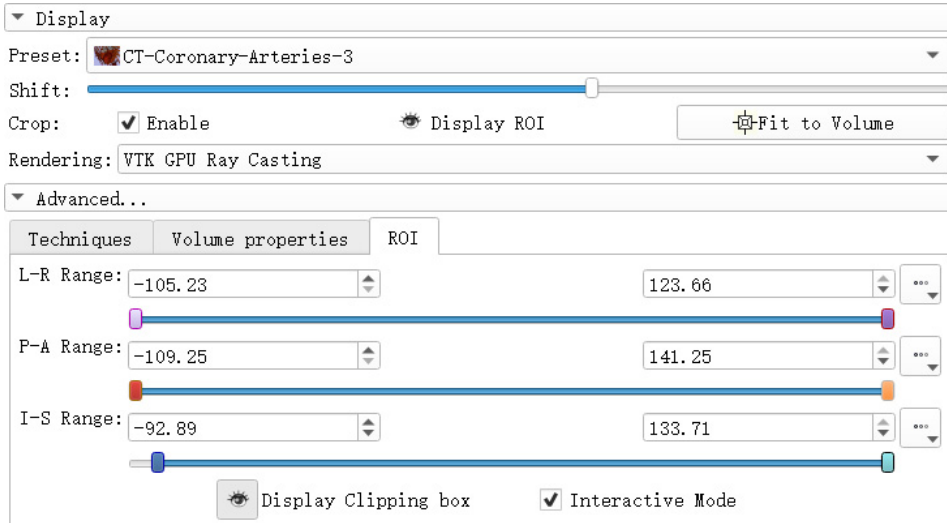 Display
Preset: CT-Coronary-Arteries-3
Shift:
Crop: Enable Display ROI Fit to Volume
Rendering: VTK GPU Ray Casting
Advanced...
Techniques Volume properties ROI
L-R Range: -105.23 123.66
P-A Range: -109.25 141.25
I-S Range: -92.89 133.71
Display Clipping box Interactive Mode